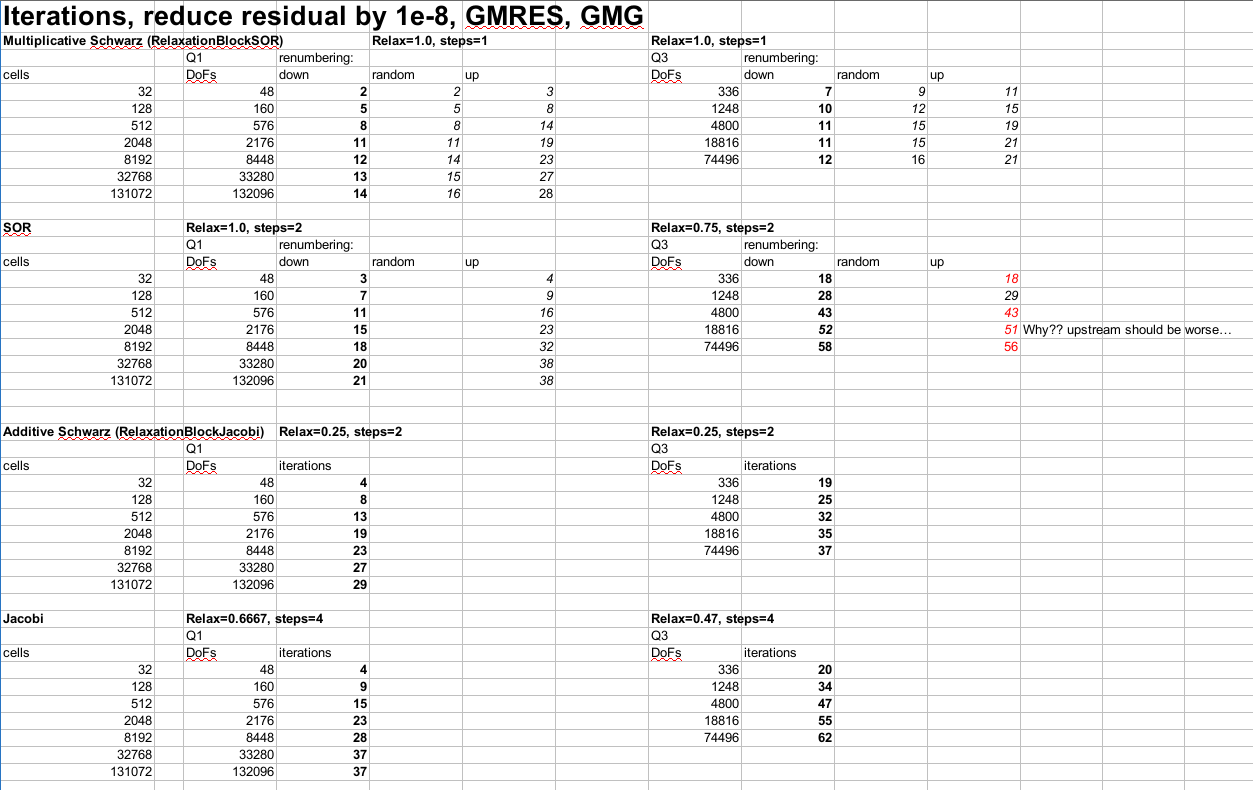 Iterations, reduce residual by 1e-8, GMRES, GMG
Multiplicative Schwarz (RelaxationBlockSOR) Relax=1.0, steps=1 Relax=1.0, steps=1
Q1 renumbering: Q3 renumbering:
cells DoFs down random up DoFs down random up
32 48 2 2 3 336 7 9 11
128 160 5 5 8 1248 10 12 15
512 576 8 8 14 4800 11 15 19
2048 2176 11 11 19 18816 11 15 21
8192 8448 12 14 23 74496 12 16 21
32768 33280 13 15 27
131072 132096 14 16 28
SOR Relax=1.0, steps=2 Relax=0.75, steps=2
Q1 renumbering: Q3 renumbering:
cells DoFs down random up DoFs down random up
32 48 3 4 336 18 18
128 160 7 9 1248 28 29
512 576 11 16 4800 43 43
2048 2176 15 23 18816 52 51 Why?? upstream should be worse…
8192 8448 18 32 74496 58 56
32768 33280 20 38
131072 132096 21 38
Additive Schwarz (RelaxationBlockJacobi) Relax=0.25, steps=2 Relax=0.25, steps=2
Q1 Q3
cells DoFs iterations DoFs iterations
32 48 4 336 19
128 160 8 1248 25
512 576 13 4800 32
2048 2176 19 18816 35
8192 8448 23 74496 37
32768 33280 27
131072 132096 29
Jacobi Relax=0.6667, steps=4 Relax=0.47, steps=4
Q1 Q3
cells DoFs iterations DoFs iterations
32 48 4 336 20
128 160 9 1248 34
512 576 15 4800 47
2048 2176 23 18816 55
8192 8448 28 74496 62
32768 33280 37
131072 132096 37